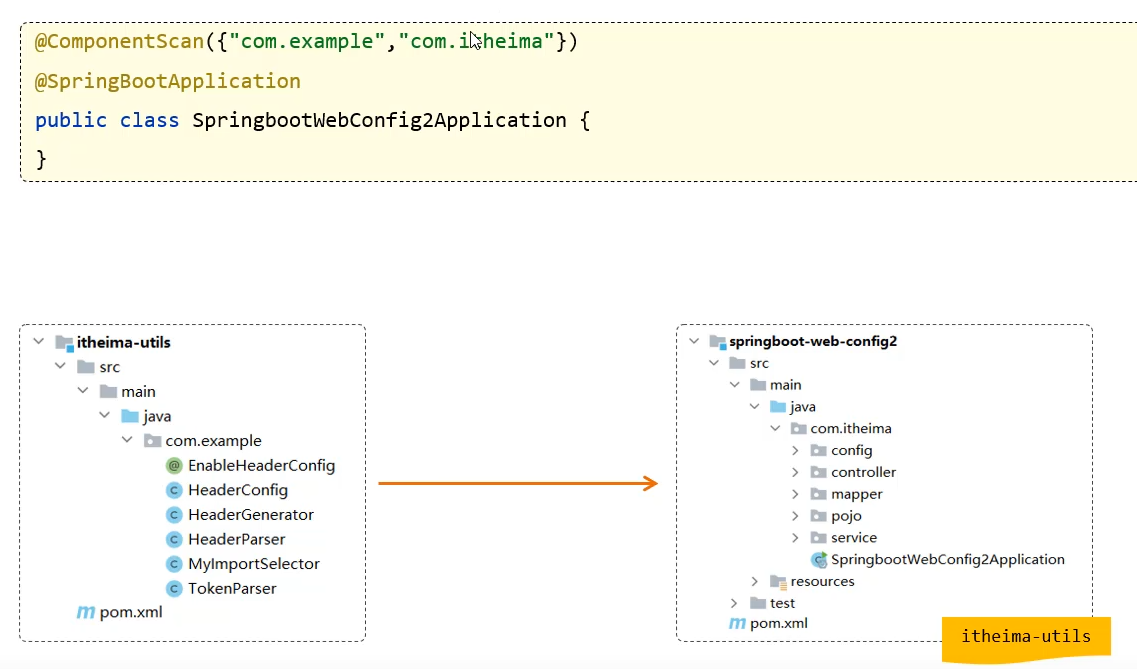 @ComponentScan({"com.example","com.itheima"})
@SpringBootApplication
public class SpringbootWebConfig2Application {
}
itheima-utils
src
main
java
com.example
@ EnableHeaderConfig
C HeaderConfig
C HeaderGenerator
C HeaderParser
C MyImportSelector
C TokenParser
m pom.xml
springboot-web-config2
src
main
java
com.itheima
config
controller
mapper
pojo
service
C SpringbootWebConfig2Application
resources
test
m pom.xml
itheima-utils